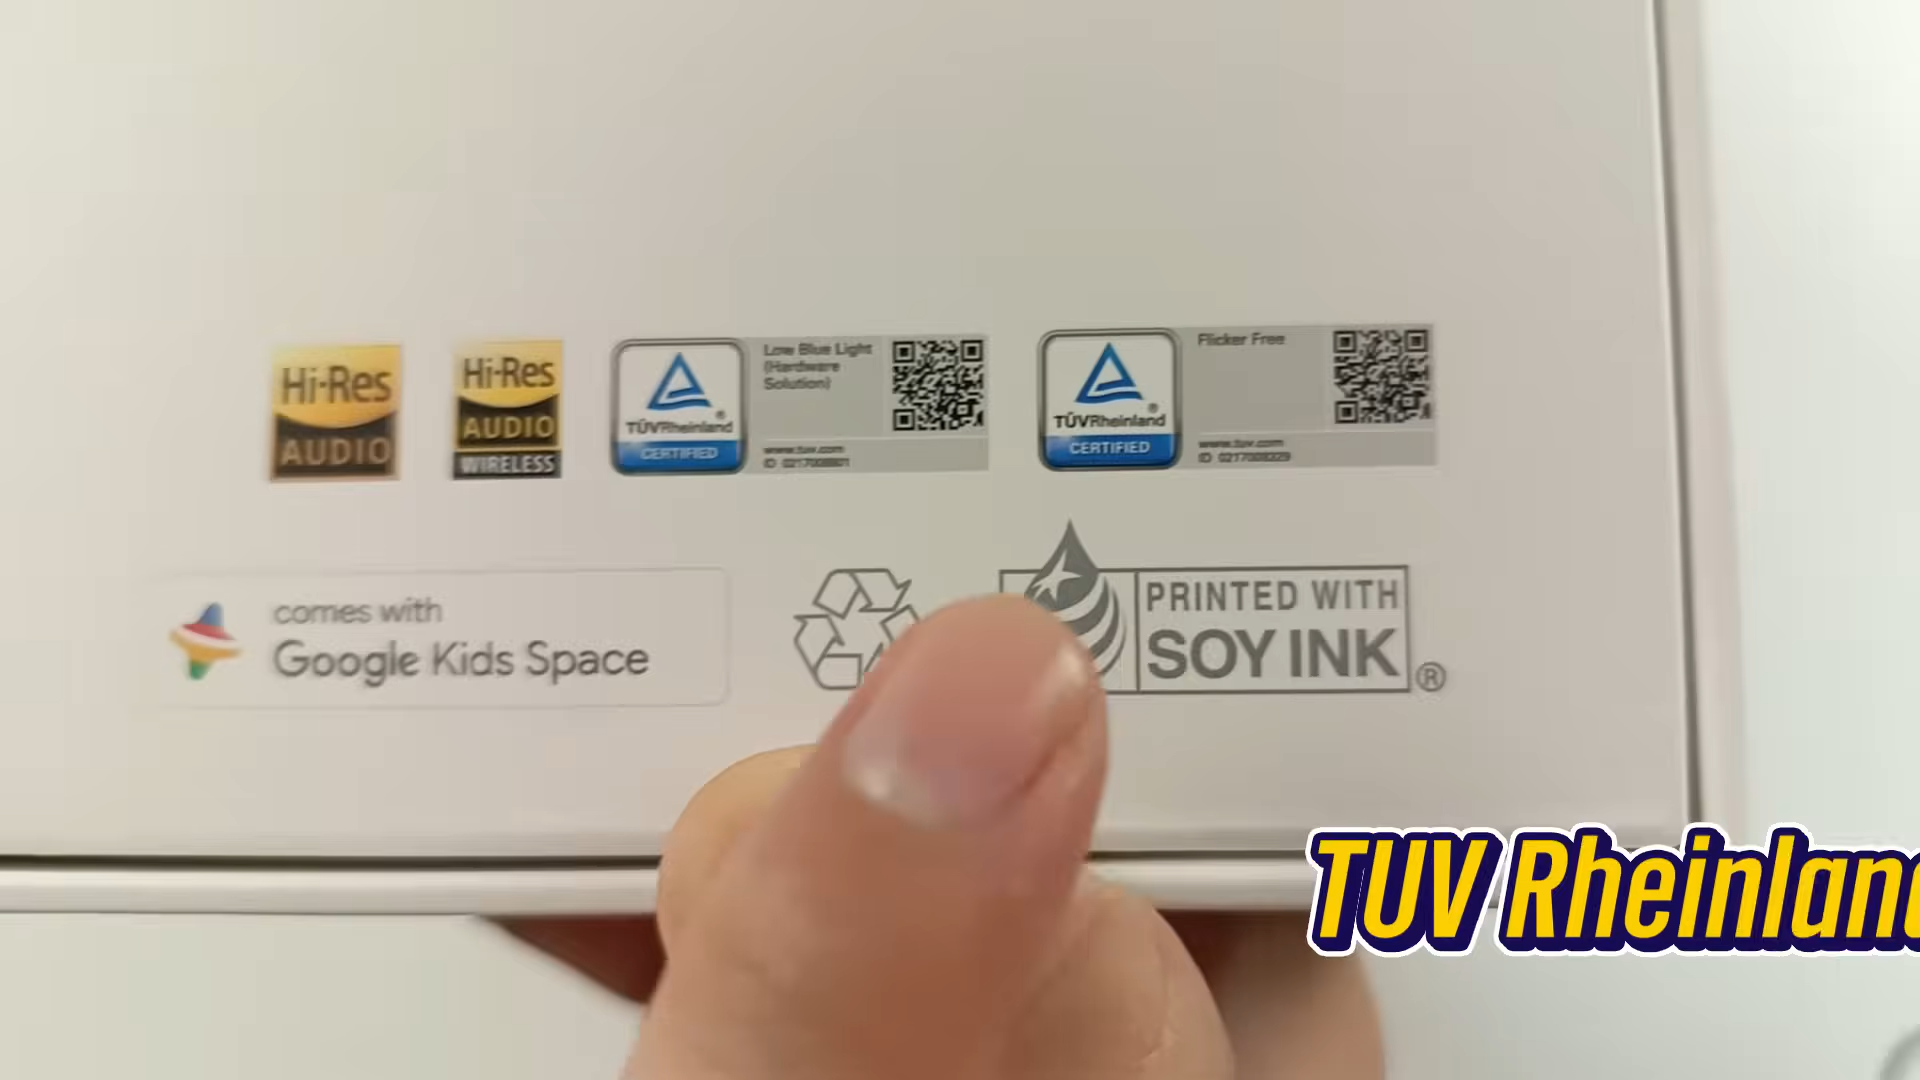 Hi-Res
AUDIO
Hi-Res
AUDIO
WIRELESS
TÜVRheinland
®
CERTIFIED
Low Blue Light
(Hardware
Solution)
www.tuv.com
TÜVRheinland
®
CERTIFIED
Flicker Free
www.tuv.com
comes with
Google Kids Space
PRINTED WITH
SOY INK
®
TUV Rheinland